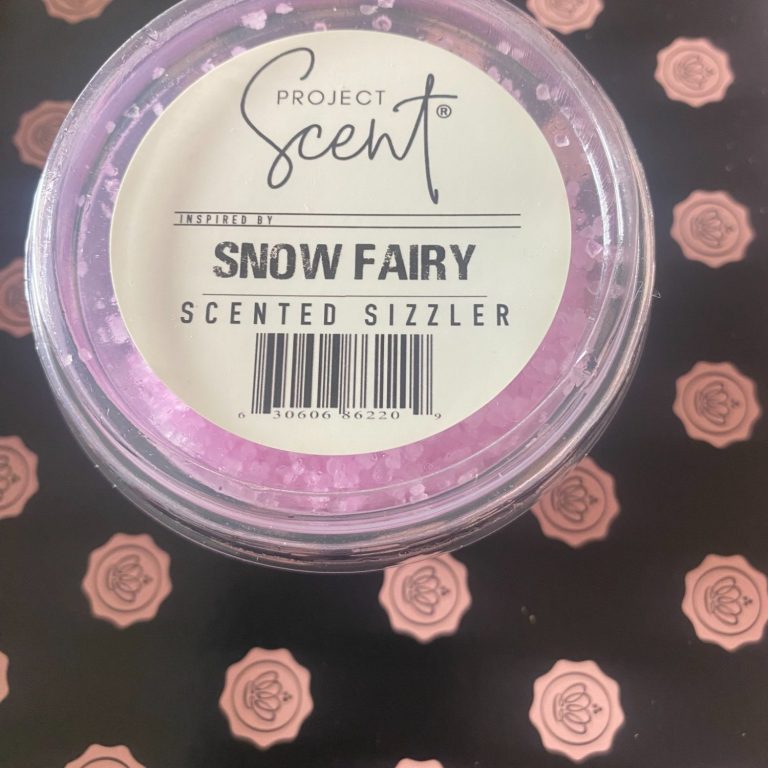 PROJECT
Scent®
INSPIRED BY
SNOW FAIRY
SCENTED SIZZLER
6 30606 86220 9